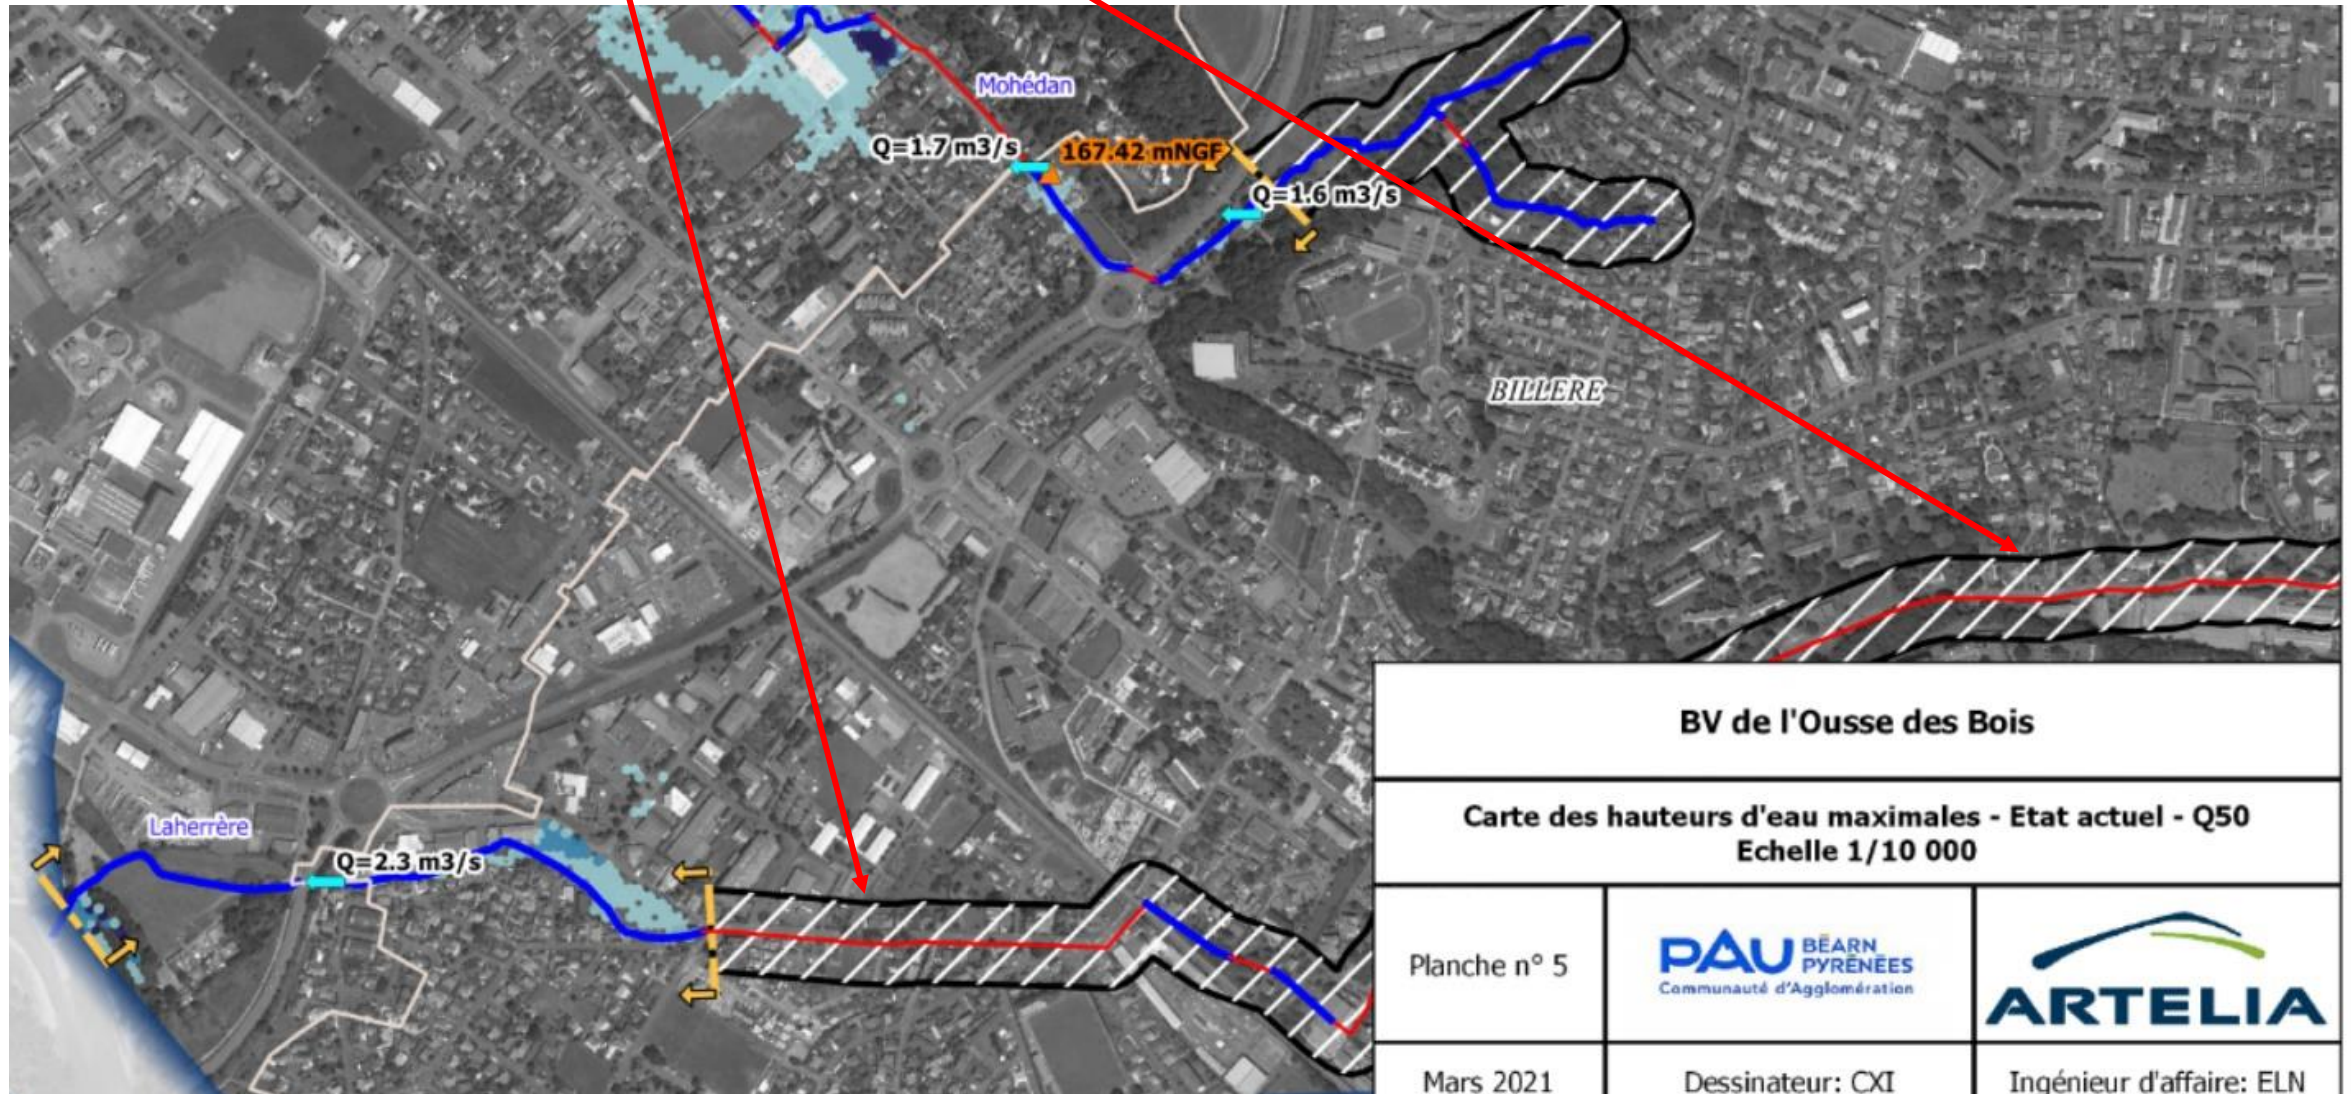 Mohédan
Q=1.7 m3/s
167.42 mNGF
Q=1.6 m3/s
BILLERE
Laherrère
Q=2.3 m3/s
BV de l'Ousse des Bois
Carte des hauteurs d'eau maximales - Etat actuel - Q50
Echelle 1/10 000
Planche n° 5
PAU BÉARN
PYRÉNÉES
Communauté d'Agglomération
ARTELIA
Mars 2021
Dessinateur: CXI
Ingénieur d'affaire: ELN